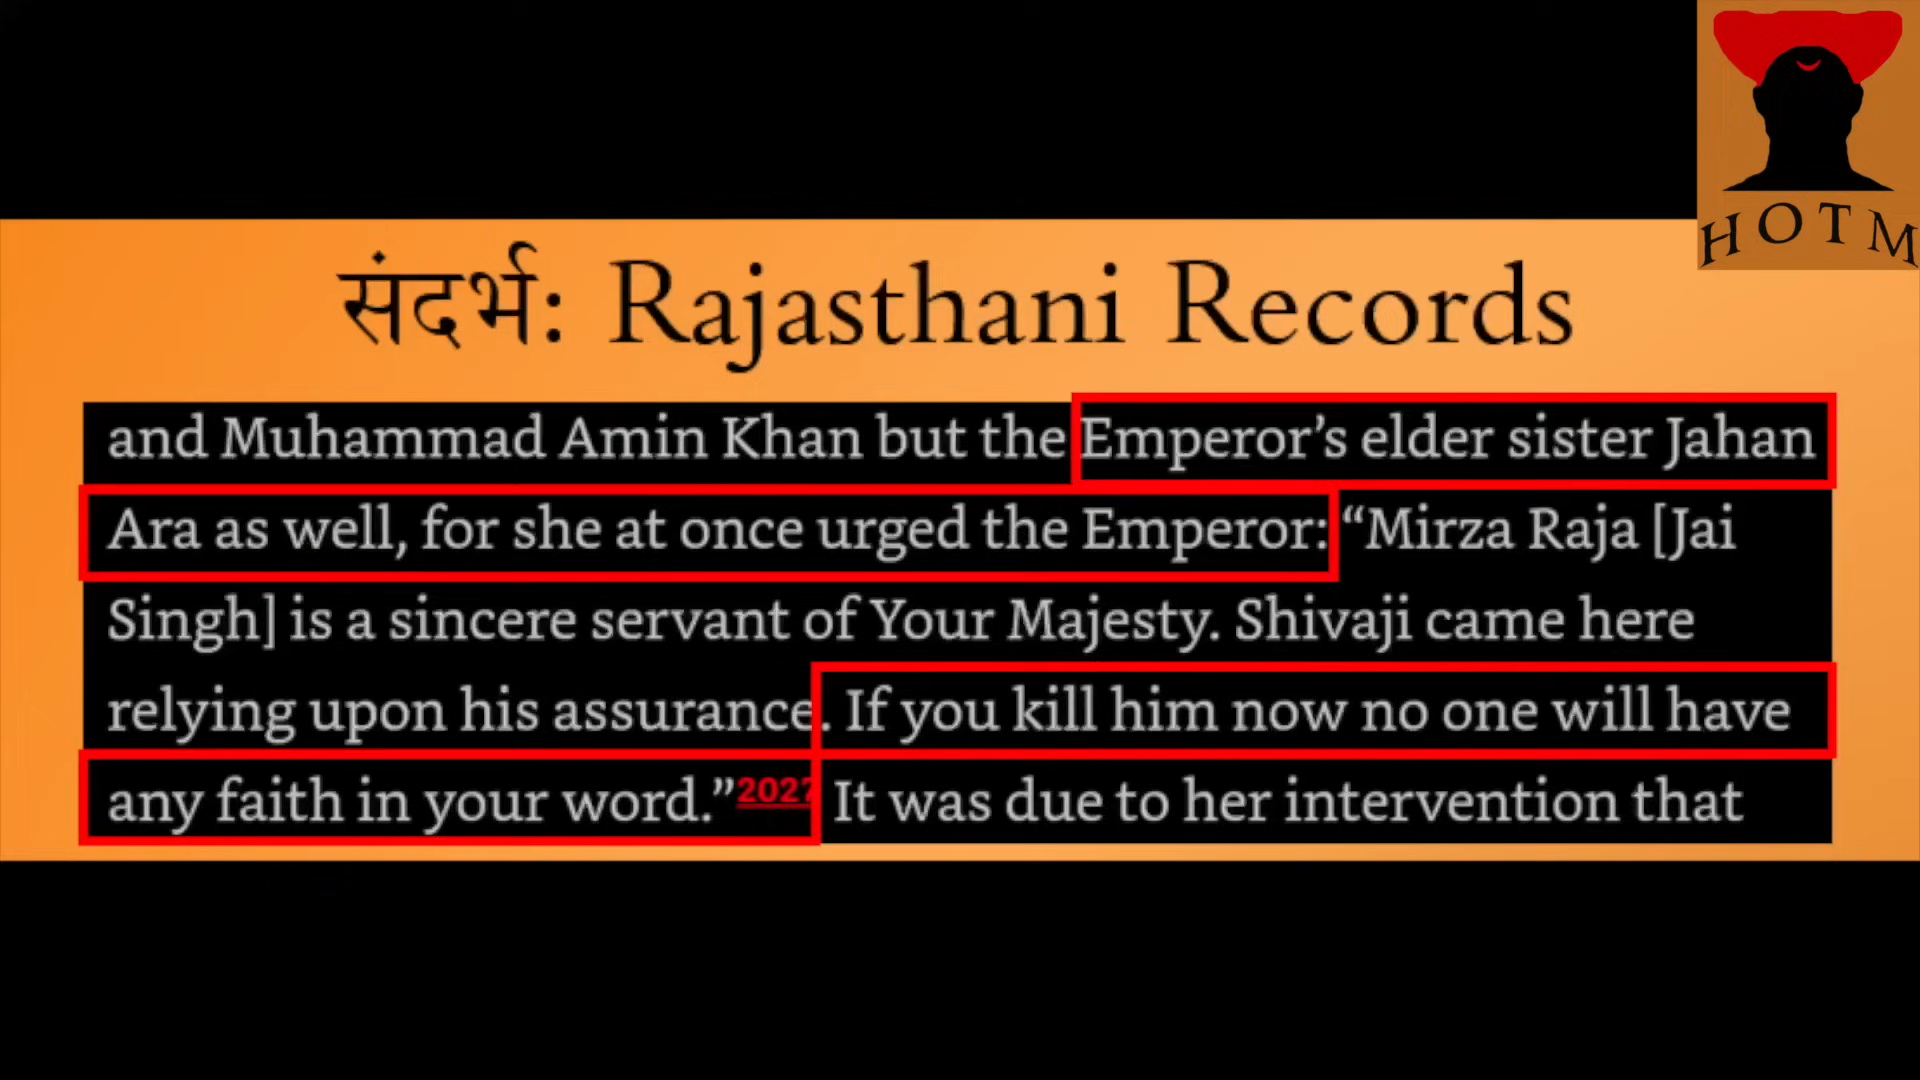 HOTM
संदर्भ: Rajasthani Records
and Muhammad Amin Khan but the Emperor’s elder sister Jahan
Ara as well, for she at once urged the Emperor: “Mirza Raja [Jai
Singh] is a sincere servant of Your Majesty. Shivaji came here
relying upon his assurance. If you kill him now no one will have
any faith in your word.”2027 It was due to her intervention that